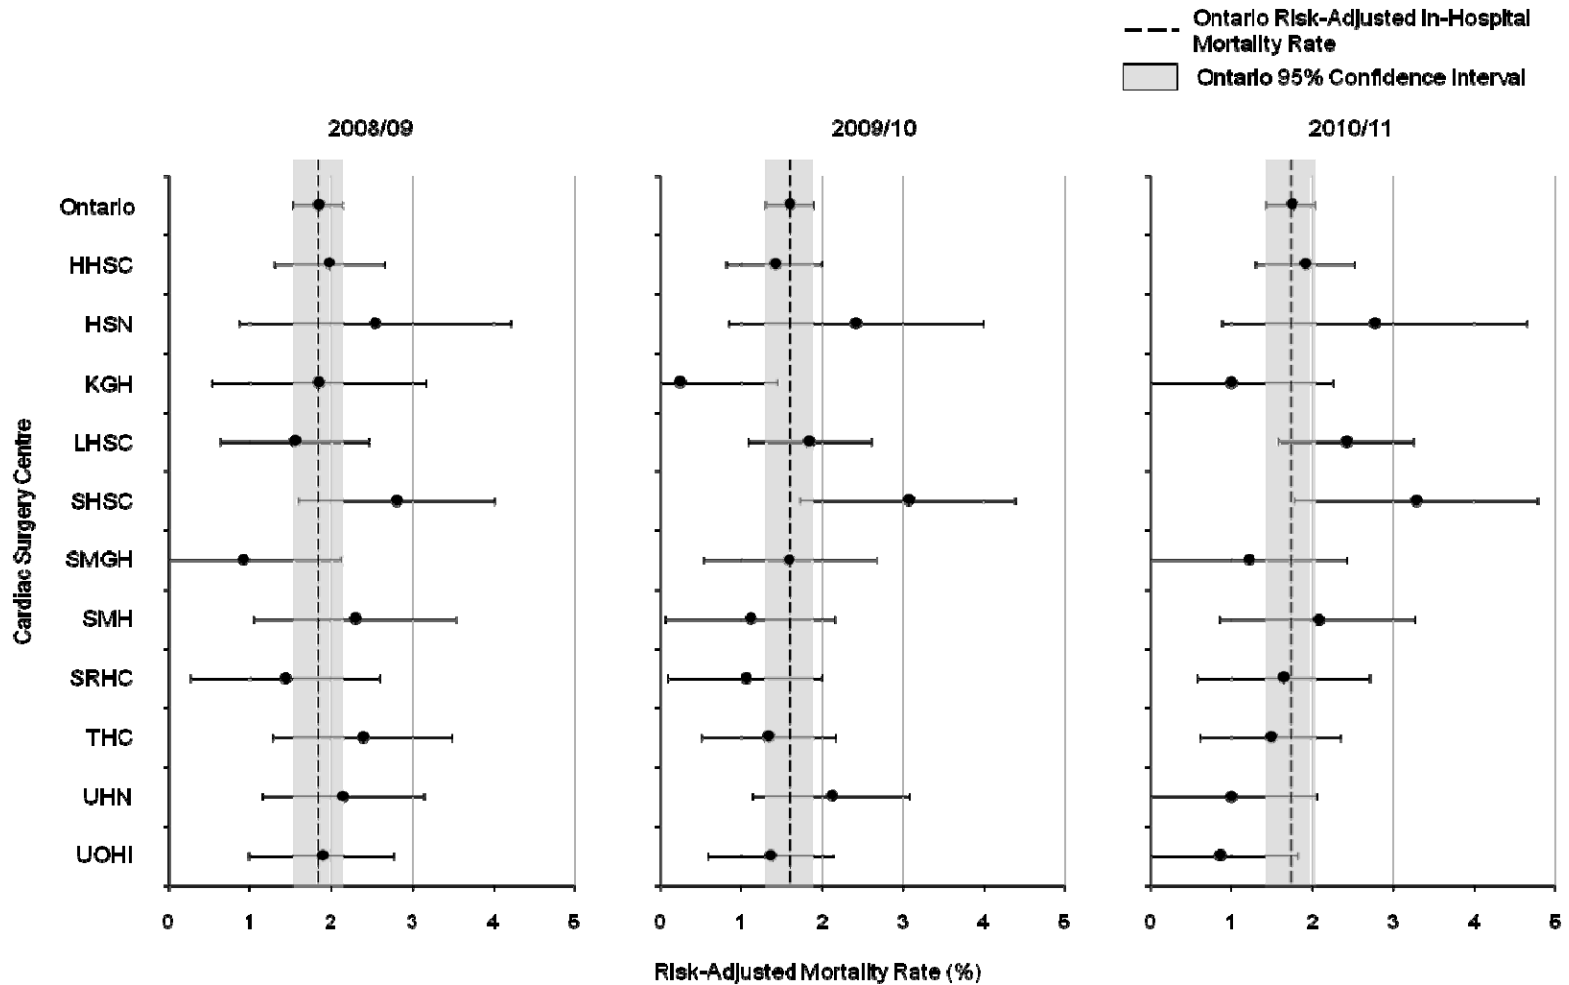 Ontario Risk-Adjusted In-Hospital
Mortality Rate
Ontario 95% Confidence Interval
2008/09
2009/10
2010/11
Cardiac Surgery Centre
Ontario
HHSC
HSN
KGH
LHSC
SHSC
SMGH
SMH
SRHC
THC
UHN
UOHI
0 1 2 3 4 5
0 1 2 3 4 5
0 1 2 3 4 5
Risk-Adjusted Mortality Rate (%)